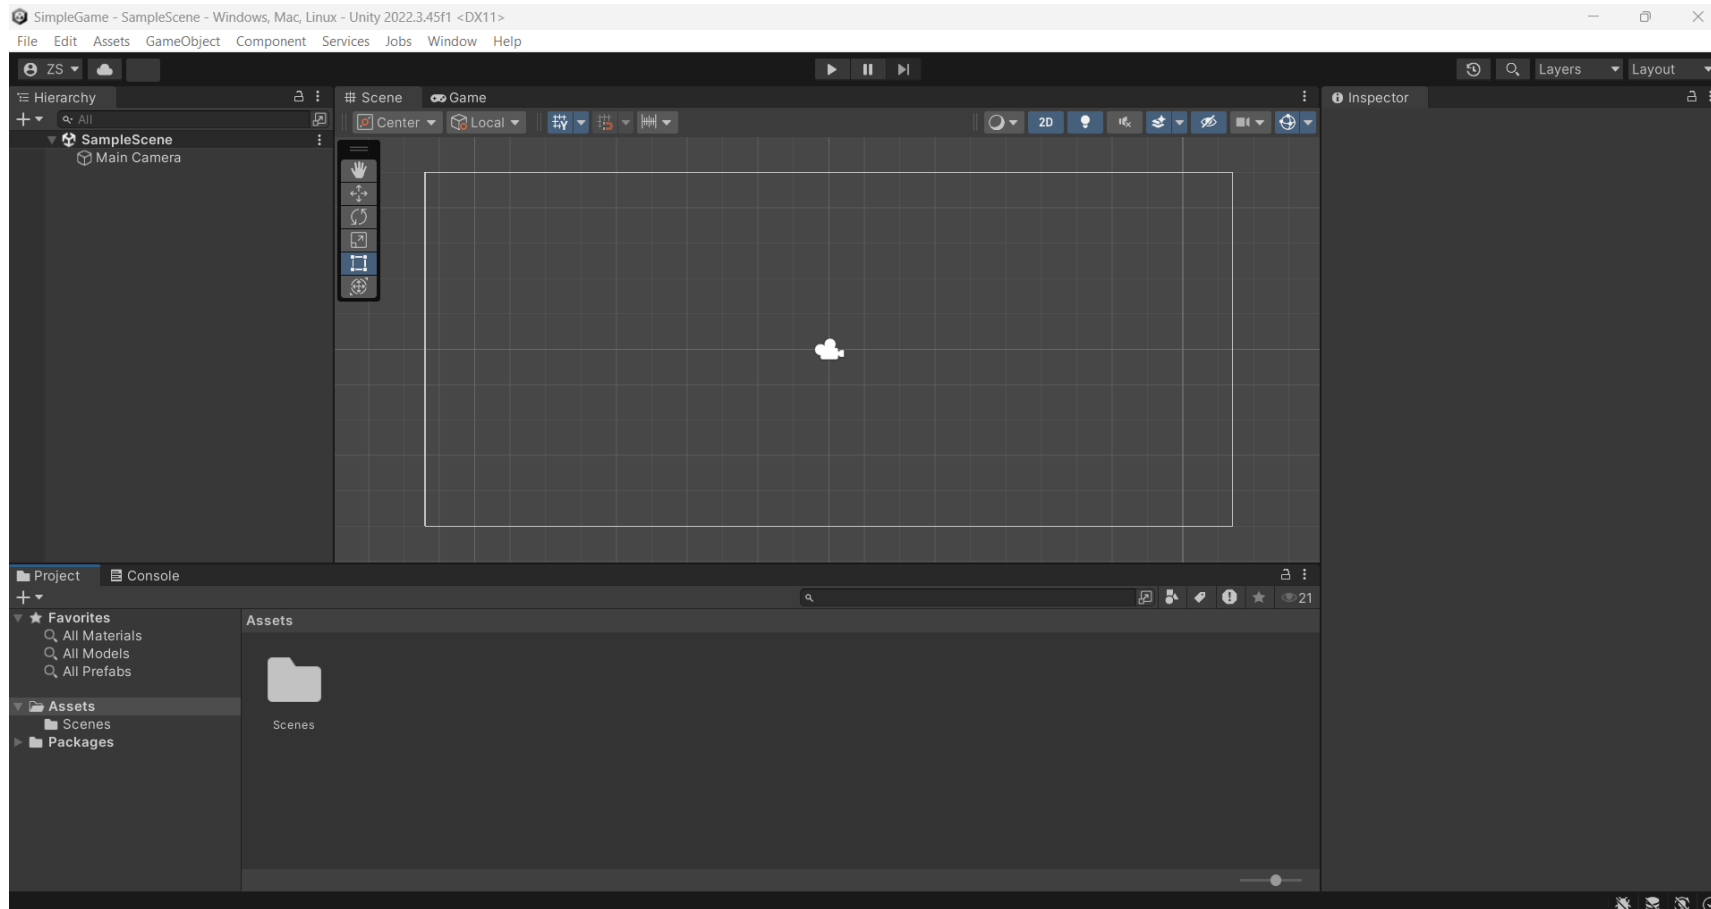 SimpleGame - SampleScene - Windows, Mac, Linux - Unity 2022.3.45f1 <DX11>
File Edit Assets GameObject Component Services Jobs Window Help
ZS Layers Layout
Hierarchy # Scene Game Inspector
All Center Local 2D
SampleScene
Main Camera
Project Console
21
Favorites Assets
All Materials
All Models
All Prefabs
Assets
Scenes Scenes
Packages